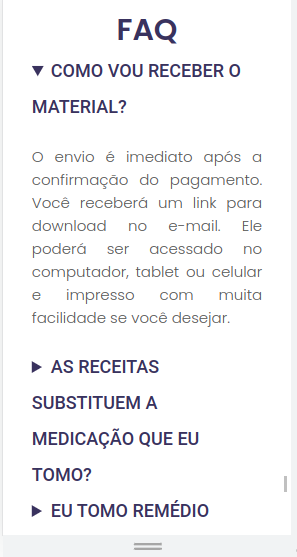 FAQ
COMO VOU RECEBER O
MATERIAL?
O envio é imediato após a
confirmação do pagamento.
Você receberá um link para
download no e-mail. Ele
poderá ser acessado no
computador, tablet ou celular
e impresso com muita
facilidade se você desejar.
AS RECEITAS
SUBSTITUEM A
MEDICAÇÃO QUE EU
TOMO?
EU TOMO REMÉDIO